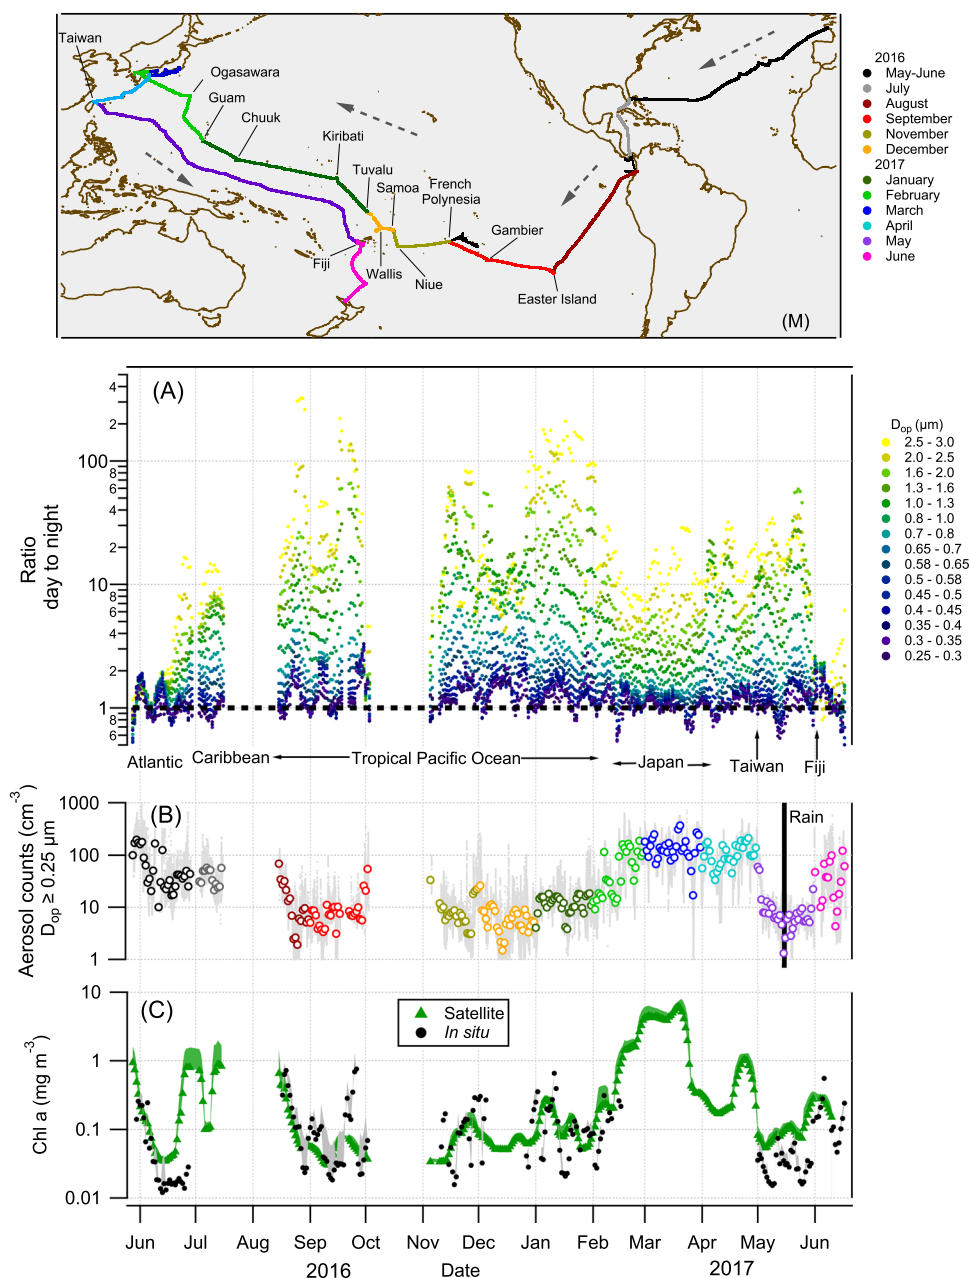 Taiwan
Ogasawara
Guam
Chuuk
Kiribati
Tuvalu
Samoa
French
Polynesia
Gambier
Fiji
Wallis
Niue
Easter Island
(M)
2016
May-June
July
August
September
November
December
2017
January
February
March
April
May
June
(A)
Ratio
day to night
4
2
100
8
6
4
2
10
8
6
4
2
1
8
6
Dop (µm)
2.5 - 3.0
2.0 - 2.5
1.6 - 2.0
1.3 - 1.6
1.0 - 1.3
0.8 - 1.0
0.7 - 0.8
0.65 - 0.7
0.58 - 0.65
0.5 - 0.58
0.45 - 0.5
0.4 - 0.45
0.35 - 0.4
0.3 - 0.35
0.25 - 0.3
Atlantic Caribbean Tropical Pacific Ocean Japan Taiwan Fiji
(B)
Aerosol counts (cm⁻³)
Dop ≥ 0.25 µm
1000
100
10
1
Rain
(C)
Chl a (mg m⁻³)
10
1
0.1
0.01
Satellite
In situ
Jun Jul Aug Sep Oct Nov Dec Jan Feb Mar Apr May Jun
2016 Date 2017